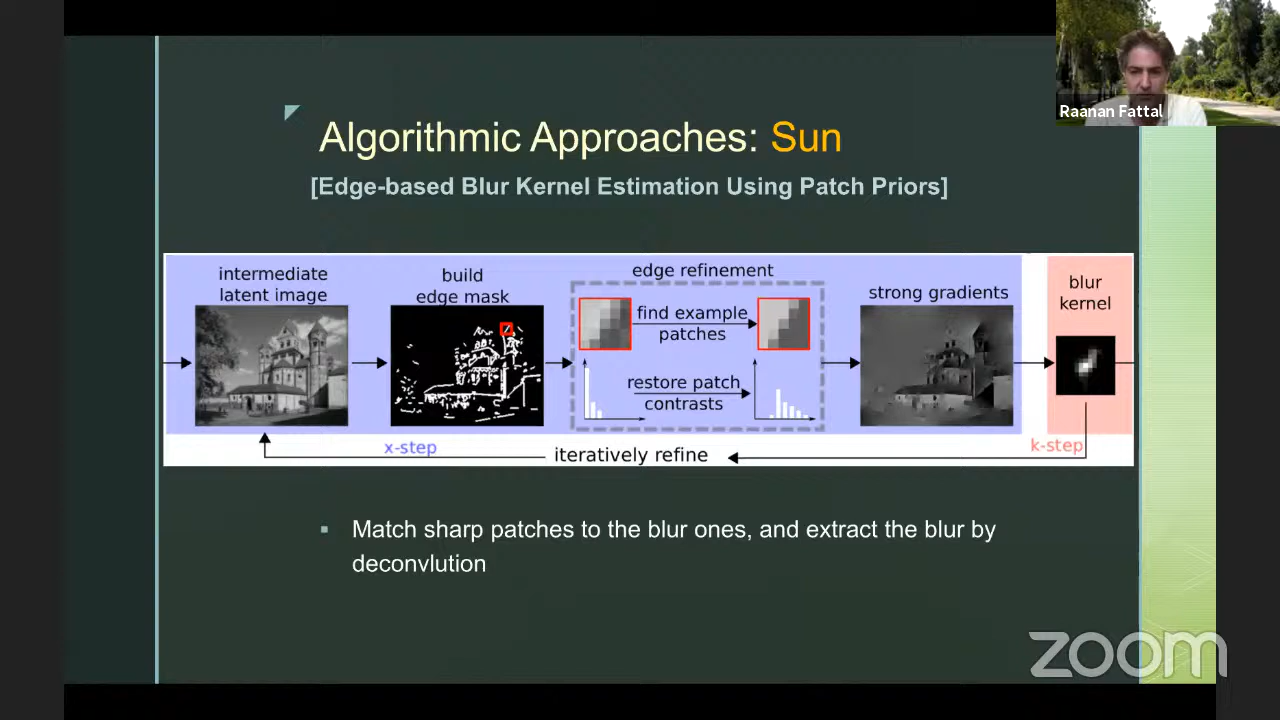 Raanan Fattal
Algorithmic Approaches: Sun
[Edge-based Blur Kernel Estimation Using Patch Priors]
intermediate
latent image
build
edge mask
edge refinement
find example
patches
restore patch
contrasts
strong gradients
blur
kernel
x-step
iteratively refine
k-step
▪ Match sharp patches to the blur ones, and extract the blur by
deconvlution
zoom